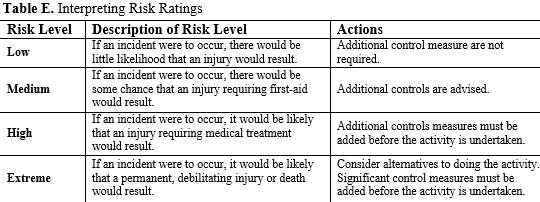 Table E. Interpreting Risk Ratings
Risk Level Description of Risk Level Actions
Low
If an incident were to occur, there would be
little likelihood that an injury would result.
Additional control measure are not
required.
Medium
If an incident were to occur, there would be
some chance that an injury requiring first-aid
would result.
Additional controls are advised.
High
If an incident were to occur, it would be likely
that an injury requiring medical treatment
would result.
Additional controls measures must be
added before the activity is undertaken.
Extreme
If an incident were to occur, it would be likely
that a permanent, debilitating injury or death
would result.
Consider alternatives to doing the activity.
Significant control measures must be
added before the activity is undertaken.